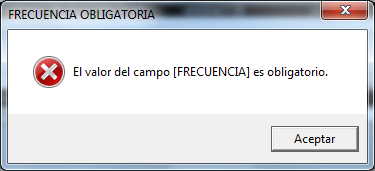 FRECUENCIA OBLIGATORIA
El valor del campo [FRECUENCIA] es obligatorio.
Aceptar